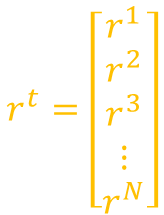 r^1
r^2
r^t = r^3
⋮
r^N